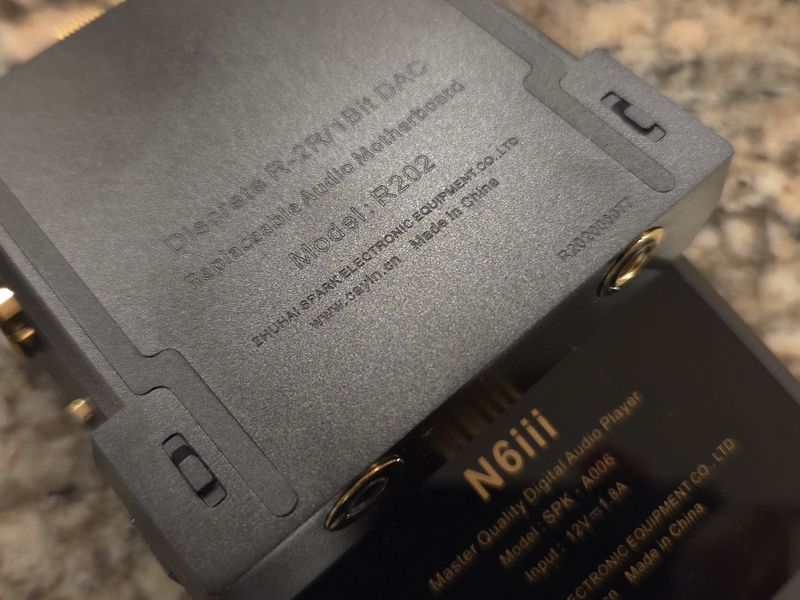 Discrete R-2R/1Bit DAC
Replaceable Audio Motherboard
Model: R202
ZHUHAI SPARK ELECTRONIC EQUIPMENT CO., LTD
www.cayin.cn Made in China
N6iii
Master Quality Digital Audio Player
Model: SPK-A006
Input: 12V⎓1.8A
ECTRONIC EQUIPMENT CO., LTD
Made in China